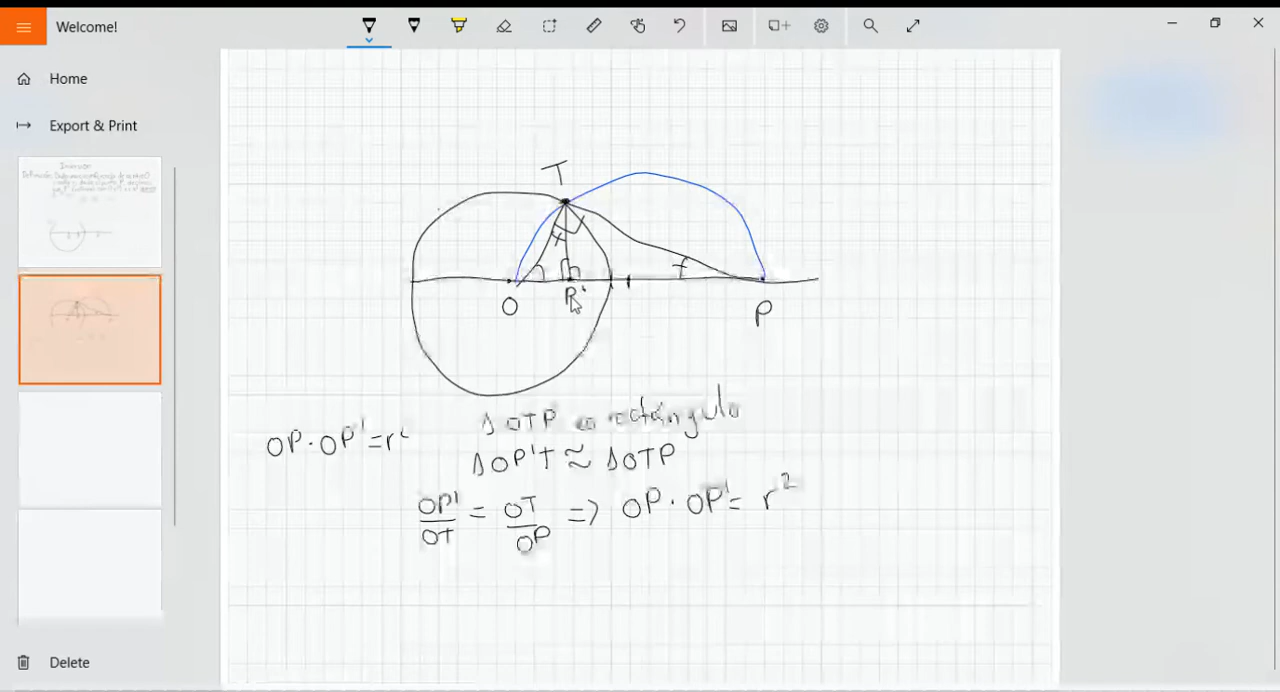 Welcome!
Home
Export & Print
Delete
T
O
P'
P
OP·OP'=r²
Δ OTP es rectángulo
Δ OP'T ≈ Δ OTP
OP'/OT = OT/OP => OP · OP' = r²